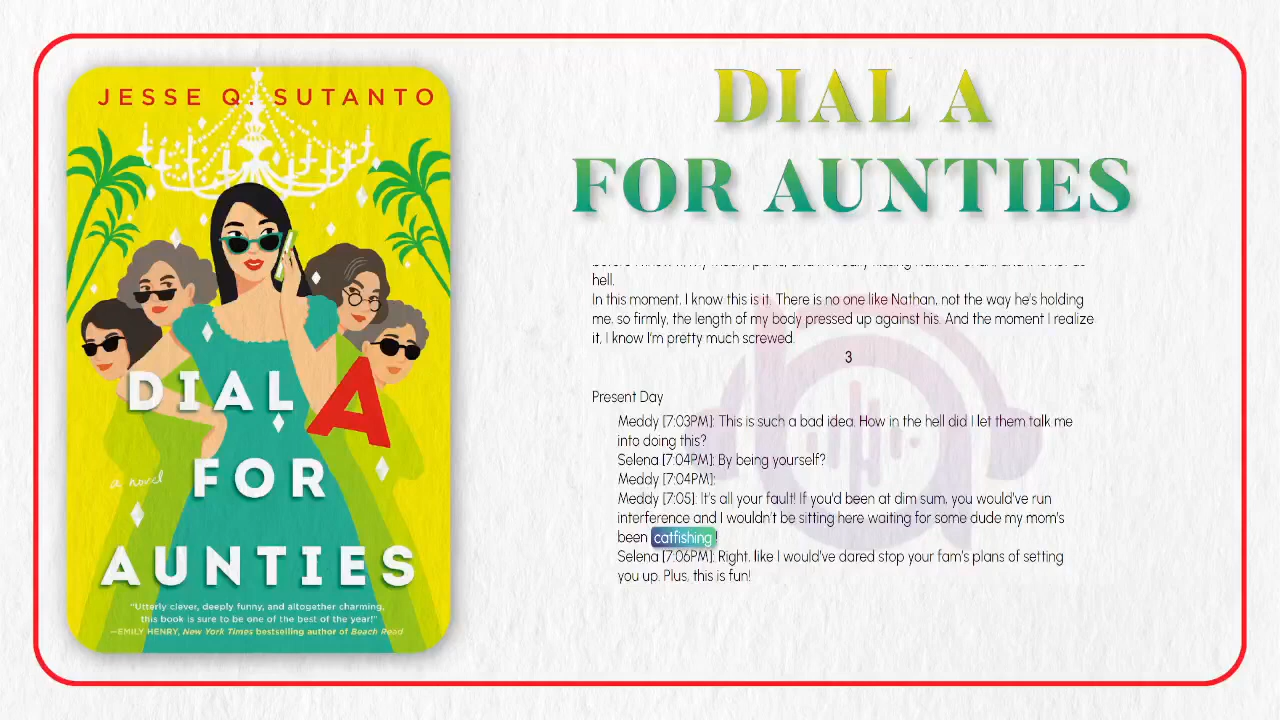 JESSE Q. SUTANTO
DIAL A
FOR
a novel
AUNTIES
"Utterly clever, deeply funny, and altogether charming,
this book is sure to be one of the best of the year!"
—EMILY HENRY, New York Times bestselling author of Beach Read
DIAL A
FOR AUNTIES
hell.
In this moment, I know this is it. There is no one like Nathan, not the way he's holding
me, so firmly, the length of my body pressed up against his. And the moment I realize
it, I know I'm pretty much screwed.
3
Present Day
Meddy [7:03PM]: This is such a bad idea. How in the hell did I let them talk me
into doing this?
Selena [7:04PM]: By being yourself?
Meddy [7:04PM]:
Meddy [7:05]: It's all your fault! If you'd been at dim sum, you would've run
interference and I wouldn't be sitting here waiting for some dude my mom's
been catfishing!
Selena [7:06PM]: Right, like I would've dared stop your fam's plans of setting
you up. Plus, this is fun!